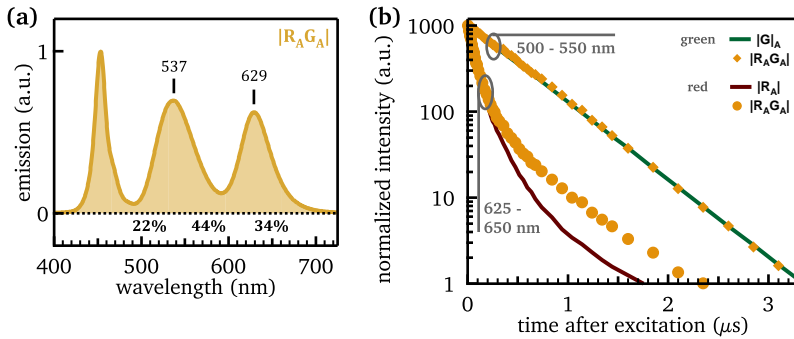 (a)
|RAGA|
537
629
1
0
22% 44% 34%
400 500 600 700
wavelength (nm)
emission (a.u.)
(b)
1000
100
10
1
normalized intensity (a.u.)
500 - 550 nm
625 -
650 nm
green |G|A
|RAGA|
red |RA|
|RAGA|
0 1 2 3
time after excitation (μs)